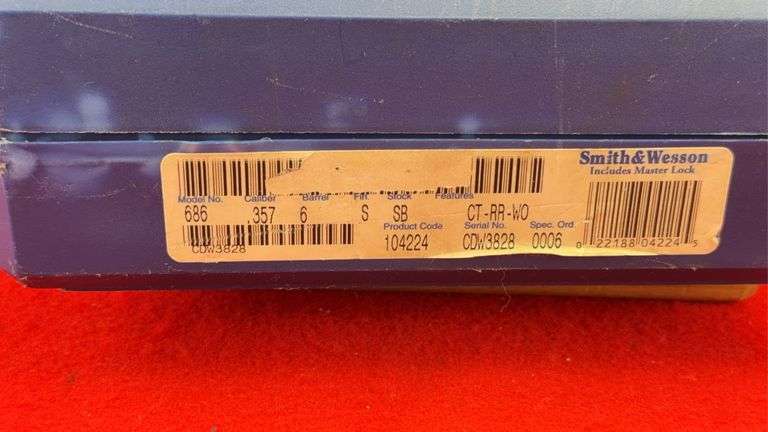 Smith&Wesson
Includes Master Lock
Model No. Caliber Barrel Fin. Stock Features
686 .357 6 S SB CT-RR-WO
Product Code Serial No. Spec. Ord
104224 CDW3828 0006
CDW3828
0 22188 04224 5